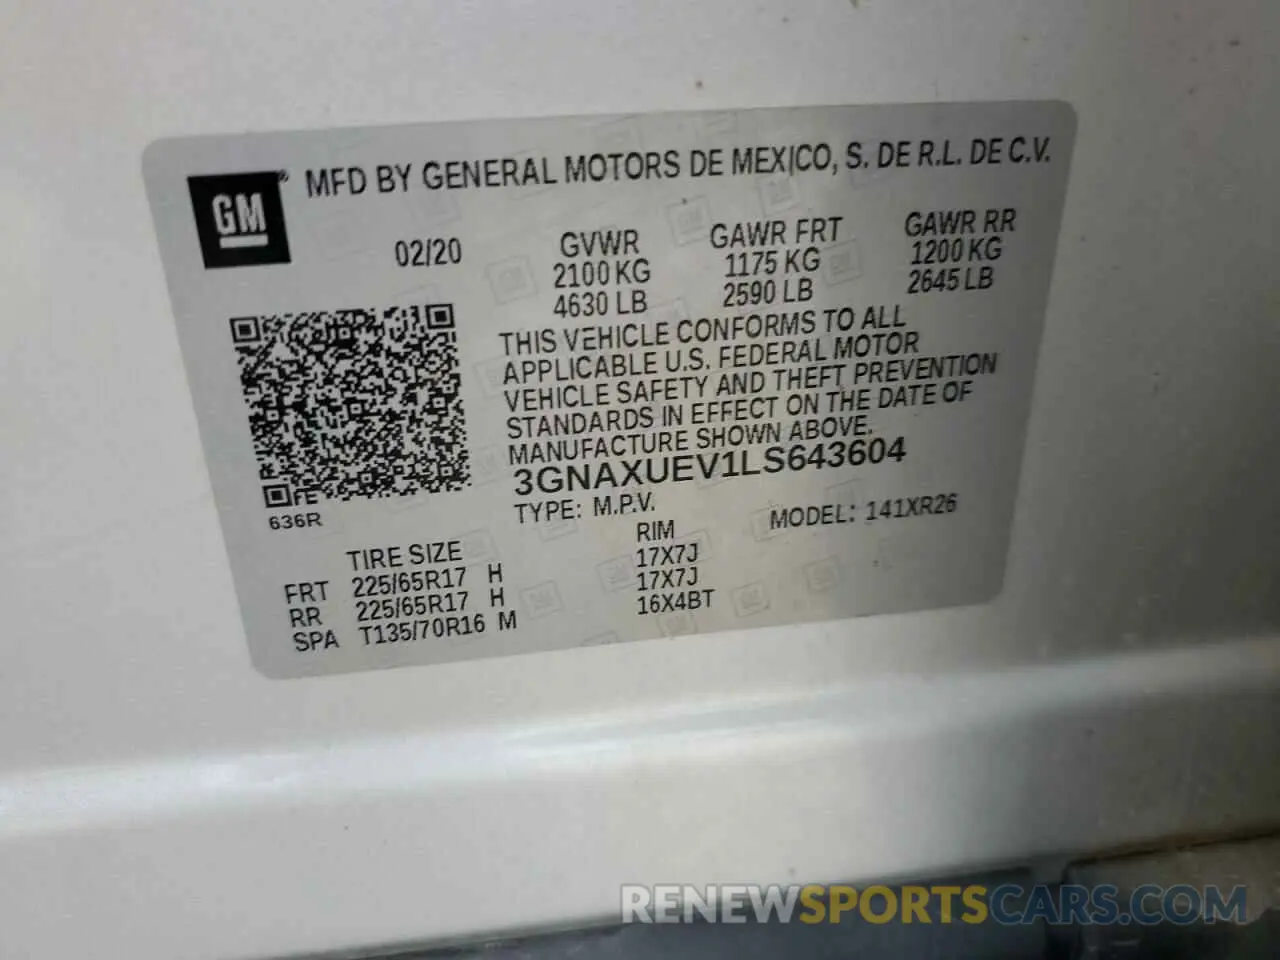 GM ® MFD BY GENERAL MOTORS DE MEXICO, S. DE R.L. DE C.V.
02/20 GVWR GAWR FRT GAWR RR
2100 KG 1175 KG 1200 KG
4630 LB 2590 LB 2645 LB
THIS VEHICLE CONFORMS TO ALL
APPLICABLE U.S. FEDERAL MOTOR
VEHICLE SAFETY AND THEFT PREVENTION
STANDARDS IN EFFECT ON THE DATE OF
MANUFACTURE SHOWN ABOVE.
3GNAXUEV1LS643604
R
FE
636R
TYPE: M.P.V. MODEL: 141XR26
TIRE SIZE RIM
FRT 225/65R17 H 17X7J
RR 225/65R17 H 17X7J
SPA T135/70R16 M 16X4BT
RENEWSPORTSCARS.COM